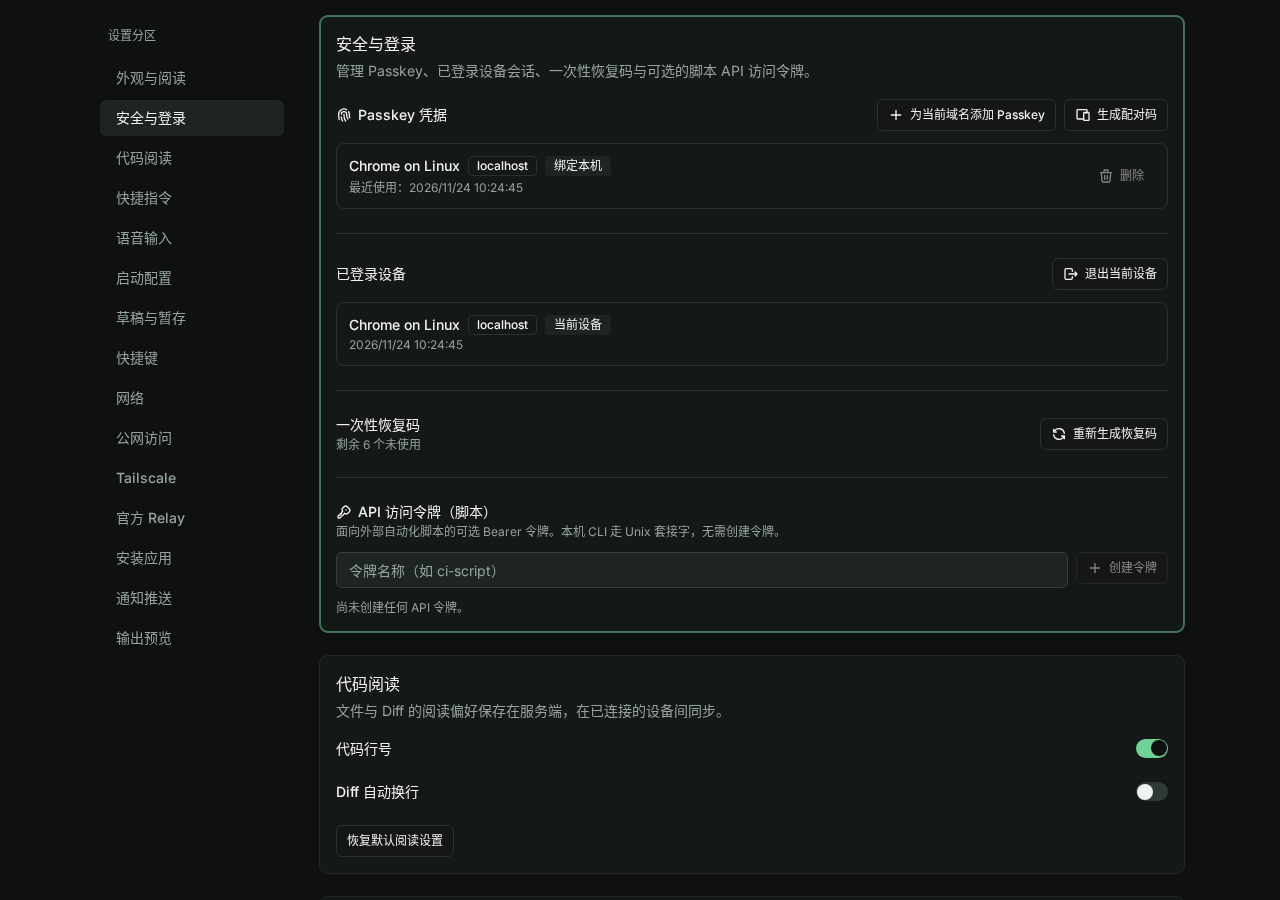 设置分区
外观与阅读
安全与登录
代码阅读
快捷指令
语音输入
启动配置
草稿与暂存
快捷键
网络
公网访问
Tailscale
官方 Relay
安装应用
通知推送
输出预览
安全与登录
管理 Passkey、已登录设备会话、一次性恢复码与可选的脚本 API 访问令牌。
Passkey 凭据
为当前域名添加 Passkey
生成配对码
Chrome on Linux localhost 绑定本机
最近使用：2026/11/24 10:24:45
删除
已登录设备
退出当前设备
Chrome on Linux localhost 当前设备
2026/11/24 10:24:45
一次性恢复码
剩余 6 个未使用
重新生成恢复码
API 访问令牌（脚本）
面向外部自动化脚本的可选 Bearer 令牌。本机 CLI 走 Unix 套接字，无需创建令牌。
令牌名称（如 ci-script）
创建令牌
尚未创建任何 API 令牌。
代码阅读
文件与 Diff 的阅读偏好保存在服务端，在已连接的设备间同步。
代码行号
Diff 自动换行
恢复默认阅读设置